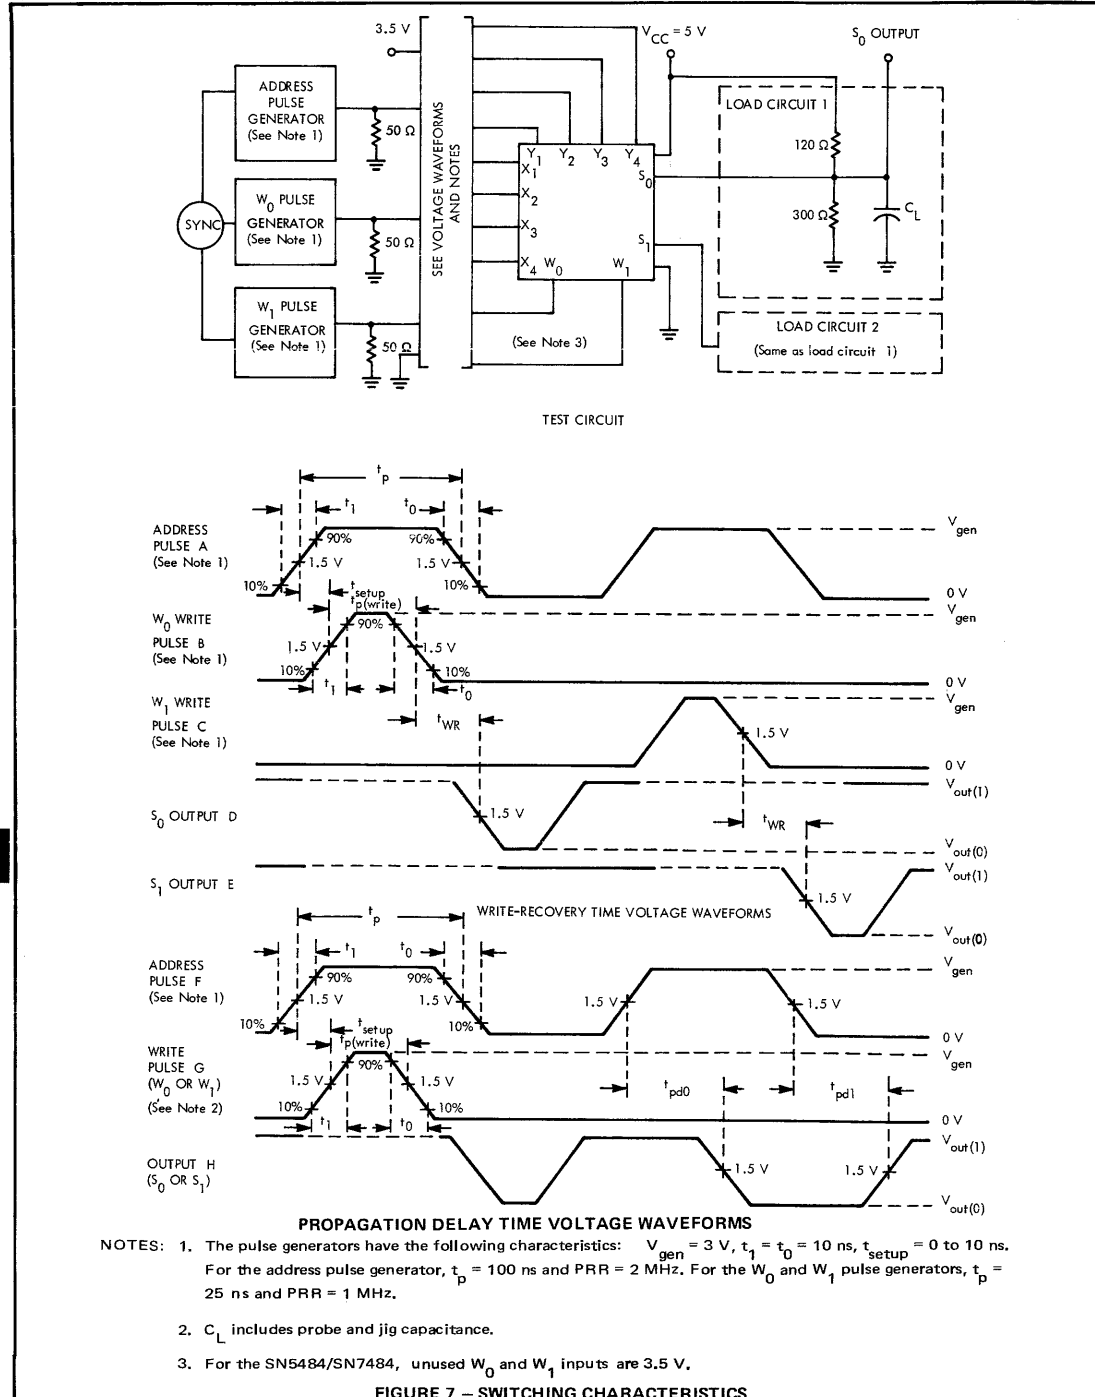 3.5 V
V CC = 5 V
S0 OUTPUT
ADDRESS
PULSE
GENERATOR
(See Note 1)
50 Ω
SYNC
W0 PULSE
GENERATOR
(See Note 1)
50 Ω
W1 PULSE
GENERATOR
(See Note 1)
50 Ω
SEE VOLTAGE WAVEFORMS
AND NOTES
Y1 Y2 Y3 Y4
X1
X2
X3
X4
W0 W1
S0
S1
(See Note 3)
LOAD CIRCUIT 1
120 Ω
300 Ω
CL
LOAD CIRCUIT 2
(Same as load circuit 1)
TEST CIRCUIT
tp
t1 t0
ADDRESS
PULSE A
(See Note 1)
90% 90%
1.5 V 1.5 V
10% 10%
Vgen
0 V
tsetup
tp(write)
W0 WRITE
PULSE B
(See Note 1)
90%
1.5 V 1.5 V
10% 10%
t1 t0
Vgen
0 V
W1 WRITE
PULSE C
(See Note 1)
tWR
1.5 V
Vgen
0 V
S0 OUTPUT D
1.5 V
tWR
Vout(1)
Vout(0)
S1 OUTPUT E
1.5 V
Vout(1)
Vout(0)
WRITE-RECOVERY TIME VOLTAGE WAVEFORMS
tp
t1 t0
ADDRESS
PULSE F
(See Note 1)
90% 90%
1.5 V 1.5 V 1.5 V 1.5 V
10% 10%
Vgen
0 V
tsetup
tp(write)
WRITE
PULSE G
(W0 OR W1)
(See Note 2)
90%
1.5 V 1.5 V
10% 10%
t1 t0
tpd0 tpd1
Vgen
0 V
OUTPUT H
(S0 OR S1)
1.5 V 1.5 V
Vout(1)
Vout(0)
PROPAGATION DELAY TIME VOLTAGE WAVEFORMS
NOTES: 1. The pulse generators have the following characteristics: Vgen = 3 V, t1 = t0 = 10 ns, tsetup = 0 to 10 ns.
For the address pulse generator, tp = 100 ns and PRR = 2 MHz. For the W0 and W1 pulse generators, tp =
25 ns and PRR = 1 MHz.
2. CL includes probe and jig capacitance.
3. For the SN5484/SN7484, unused W0 and W1 inputs are 3.5 V.
FIGURE 7 – SWITCHING CHARACTERISTICS